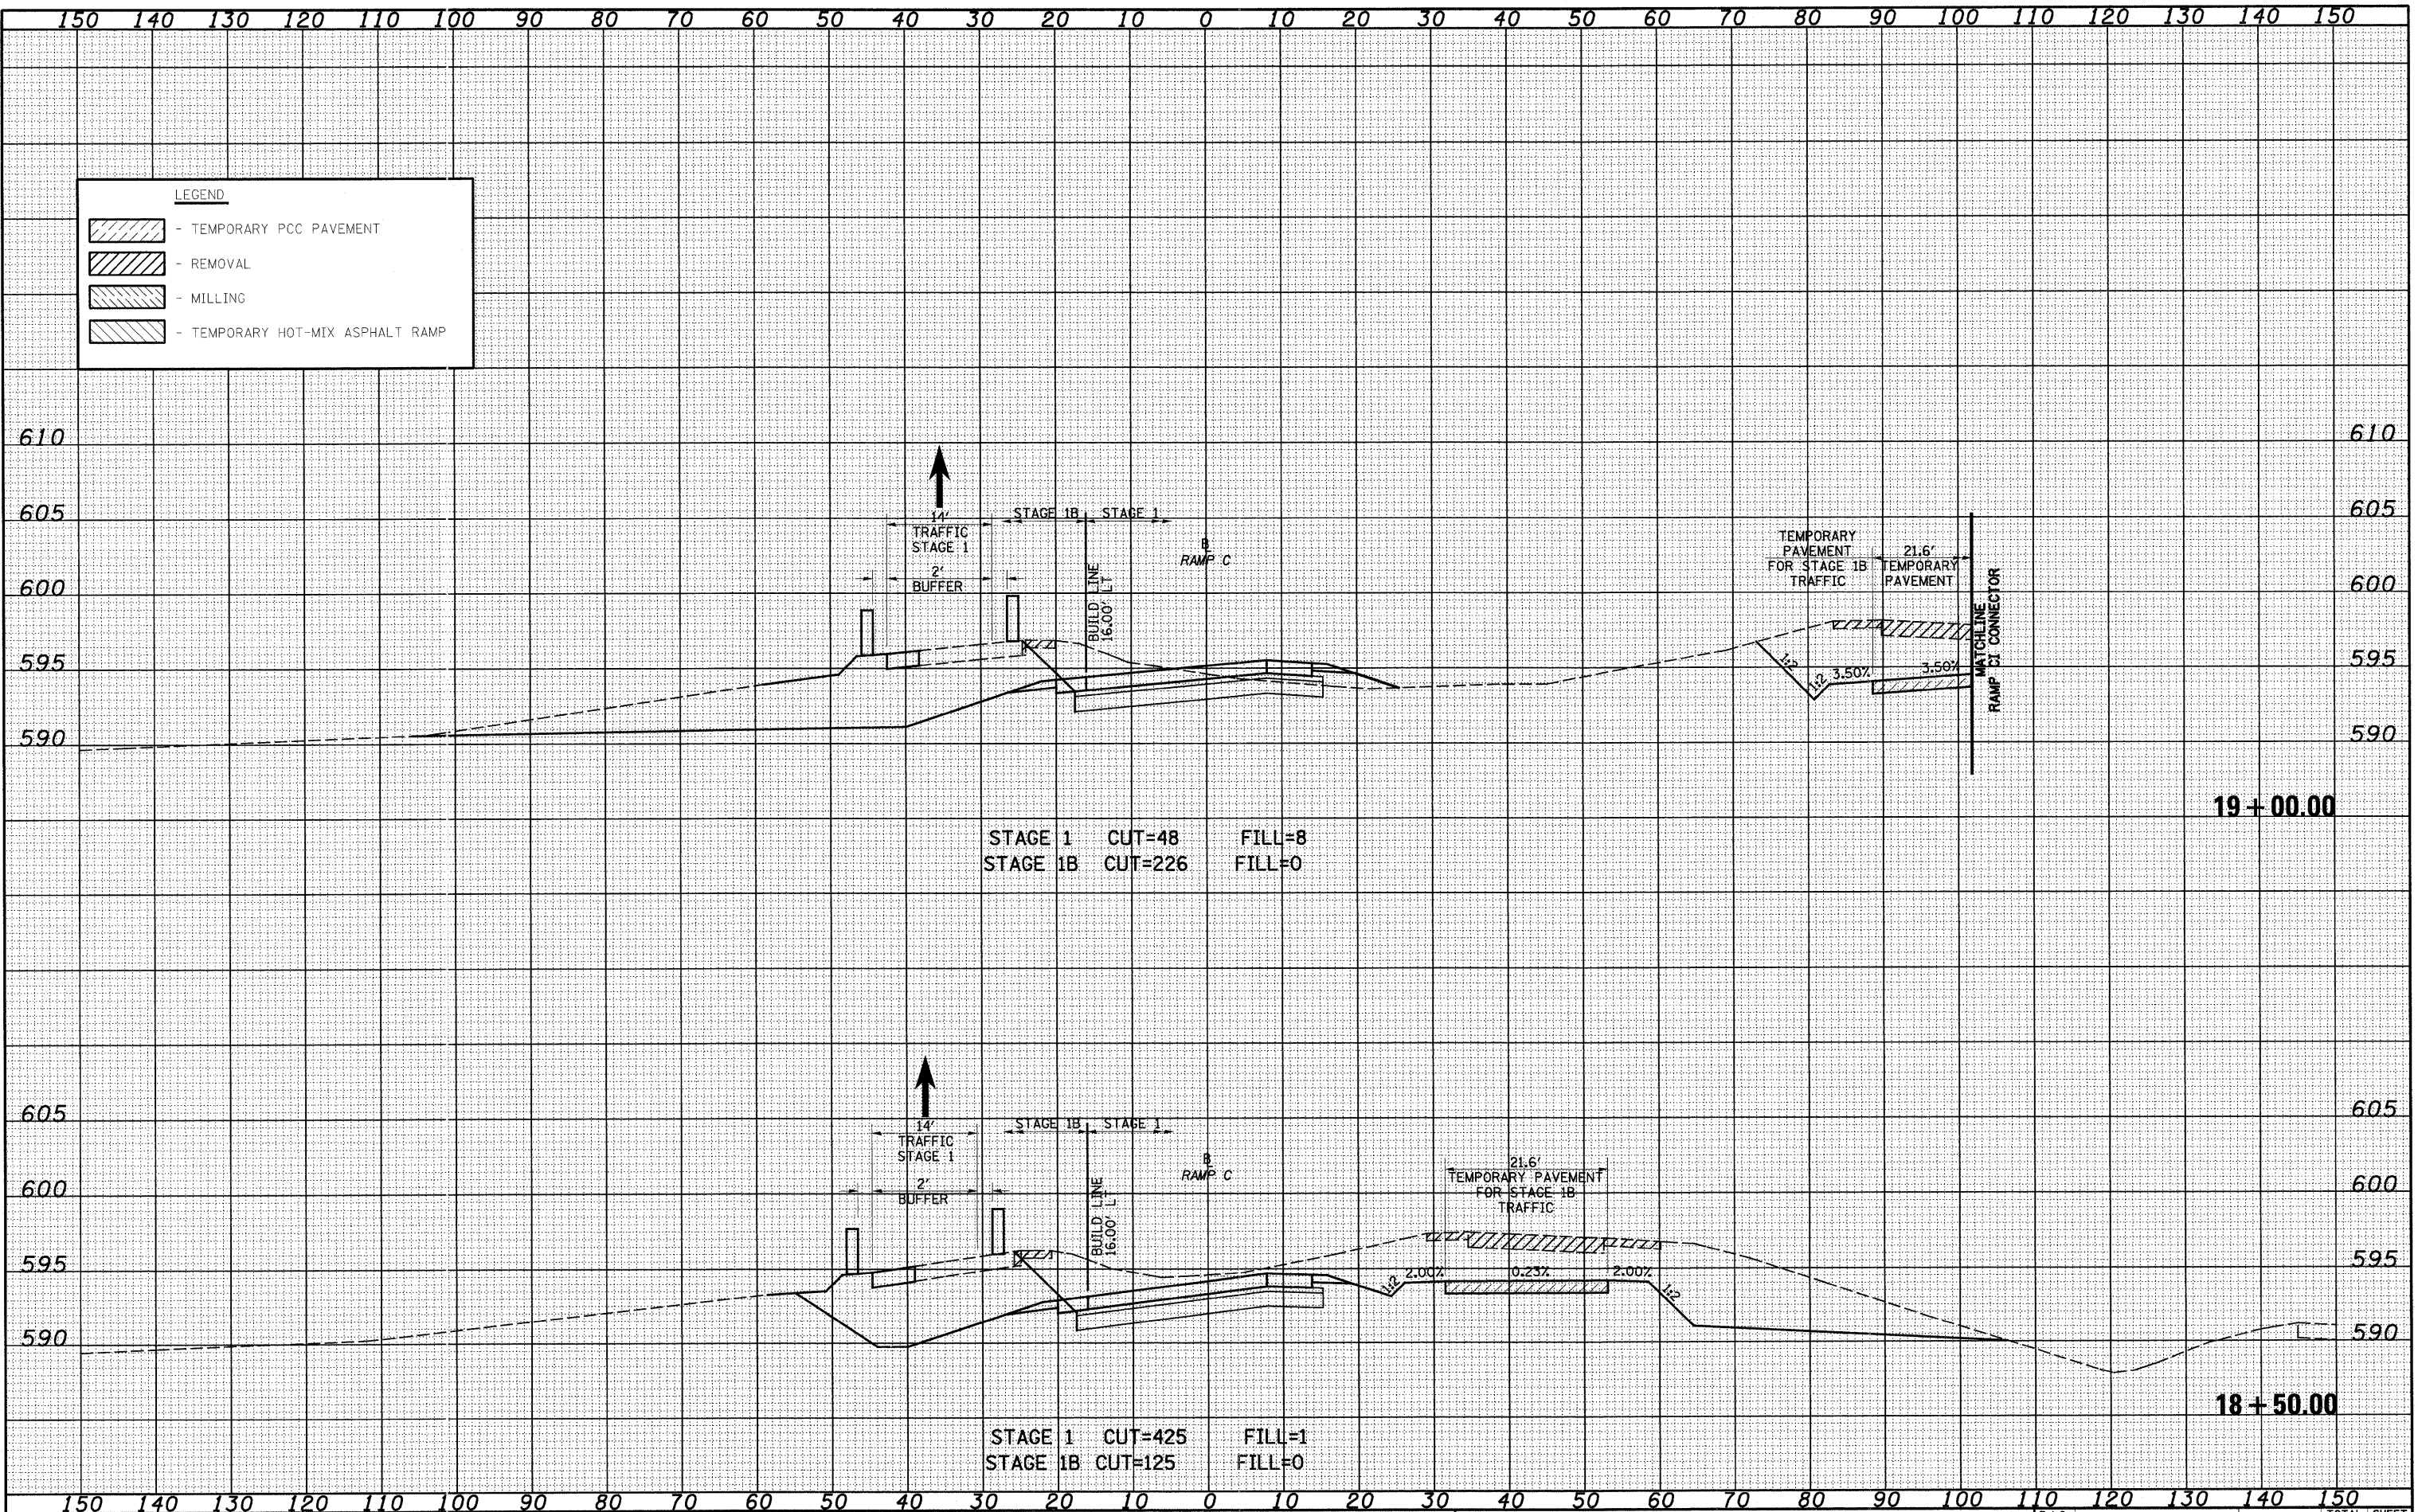 150 140 130 120 110 100 90 80 70 60 50 40 30 20 10 0 10 20 30 40 50 60 70 80 90 100 110 120 130 140 150
LEGEND
- TEMPORARY PCC PAVEMENT
- REMOVAL
- MILLING
- TEMPORARY HOT-MIX ASPHALT RAMP
610 610
605 605
600 600
595 595
590 590
14'
TRAFFIC
STAGE 1
2'
BUFFER
STAGE 1B STAGE 1
BUILD LINE
16.00' LT
B
RAMP C
TEMPORARY
PAVEMENT
FOR STAGE 1B
TRAFFIC
21.6'
TEMPORARY
PAVEMENT
MATCHLINE
RAMP CI CONNECTOR
1:2
1:2
3.50%
3.50%
19 + 00.00
STAGE 1 CUT=48 FILL=8
STAGE 1B CUT=226 FILL=0
605 605
600 600
595 595
590 590
14'
TRAFFIC
STAGE 1
2'
BUFFER
STAGE 1B STAGE 1
BUILD LINE
16.00' LT
B
RAMP C
21.6'
TEMPORARY PAVEMENT
FOR STAGE 1B
TRAFFIC
1:2
2.00%
0.23%
2.00%
1:2
18 + 50.00
STAGE 1 CUT=425 FILL=1
STAGE 1B CUT=125 FILL=0
150 140 130 120 110 100 90 80 70 60 50 40 30 20 10 0 10 20 30 40 50 60 70 80 90 100 110 120 130 140 150
TOTAL SHEET